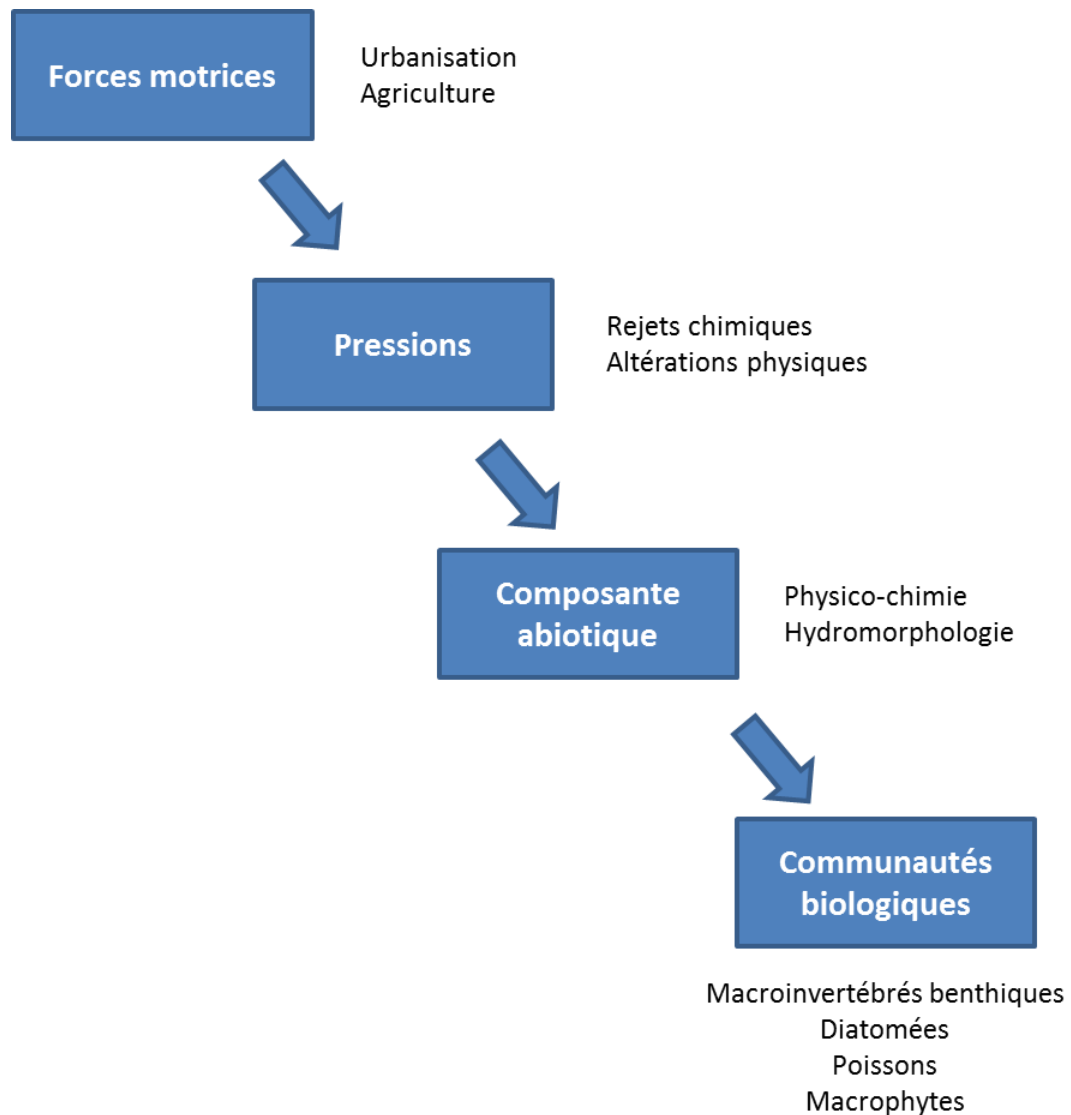 Forces motrices
Urbanisation
Agriculture
Pressions
Rejets chimiques
Altérations physiques
Composante
abiotique
Physico-chimie
Hydromorphologie
Communautés
biologiques
Macroinvertébrés benthiques
Diatomées
Poissons
Macrophytes